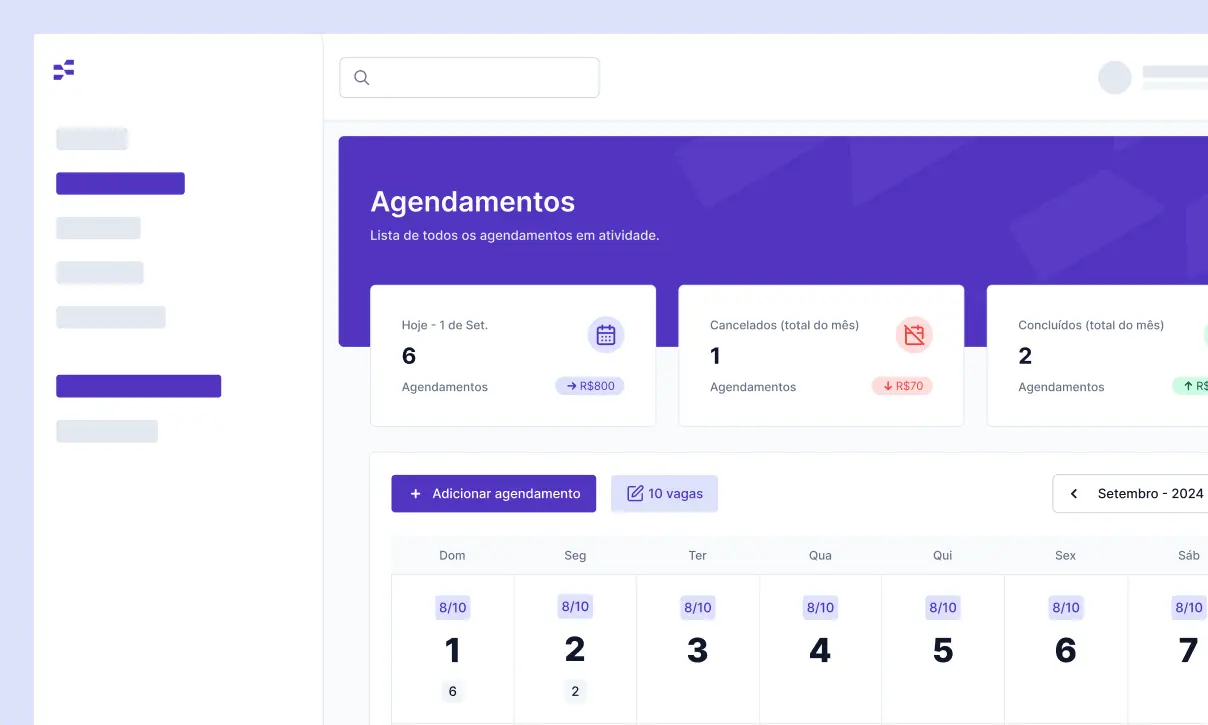 Agendamentos
Lista de todos os agendamentos em atividade.
Hoje - 1 de Set.
6
Agendamentos
R$800
Cancelados (total do mês)
1
Agendamentos
R$70
Concluídos (total do mês)
2
Agendamentos
R$
+ Adicionar agendamento
10 vagas
Setembro - 2024
Dom Seg Ter Qua Qui Sex Sáb
8/10 8/10 8/10 8/10 8/10 8/10 8/10
1 2 3 4 5 6 7
6 2